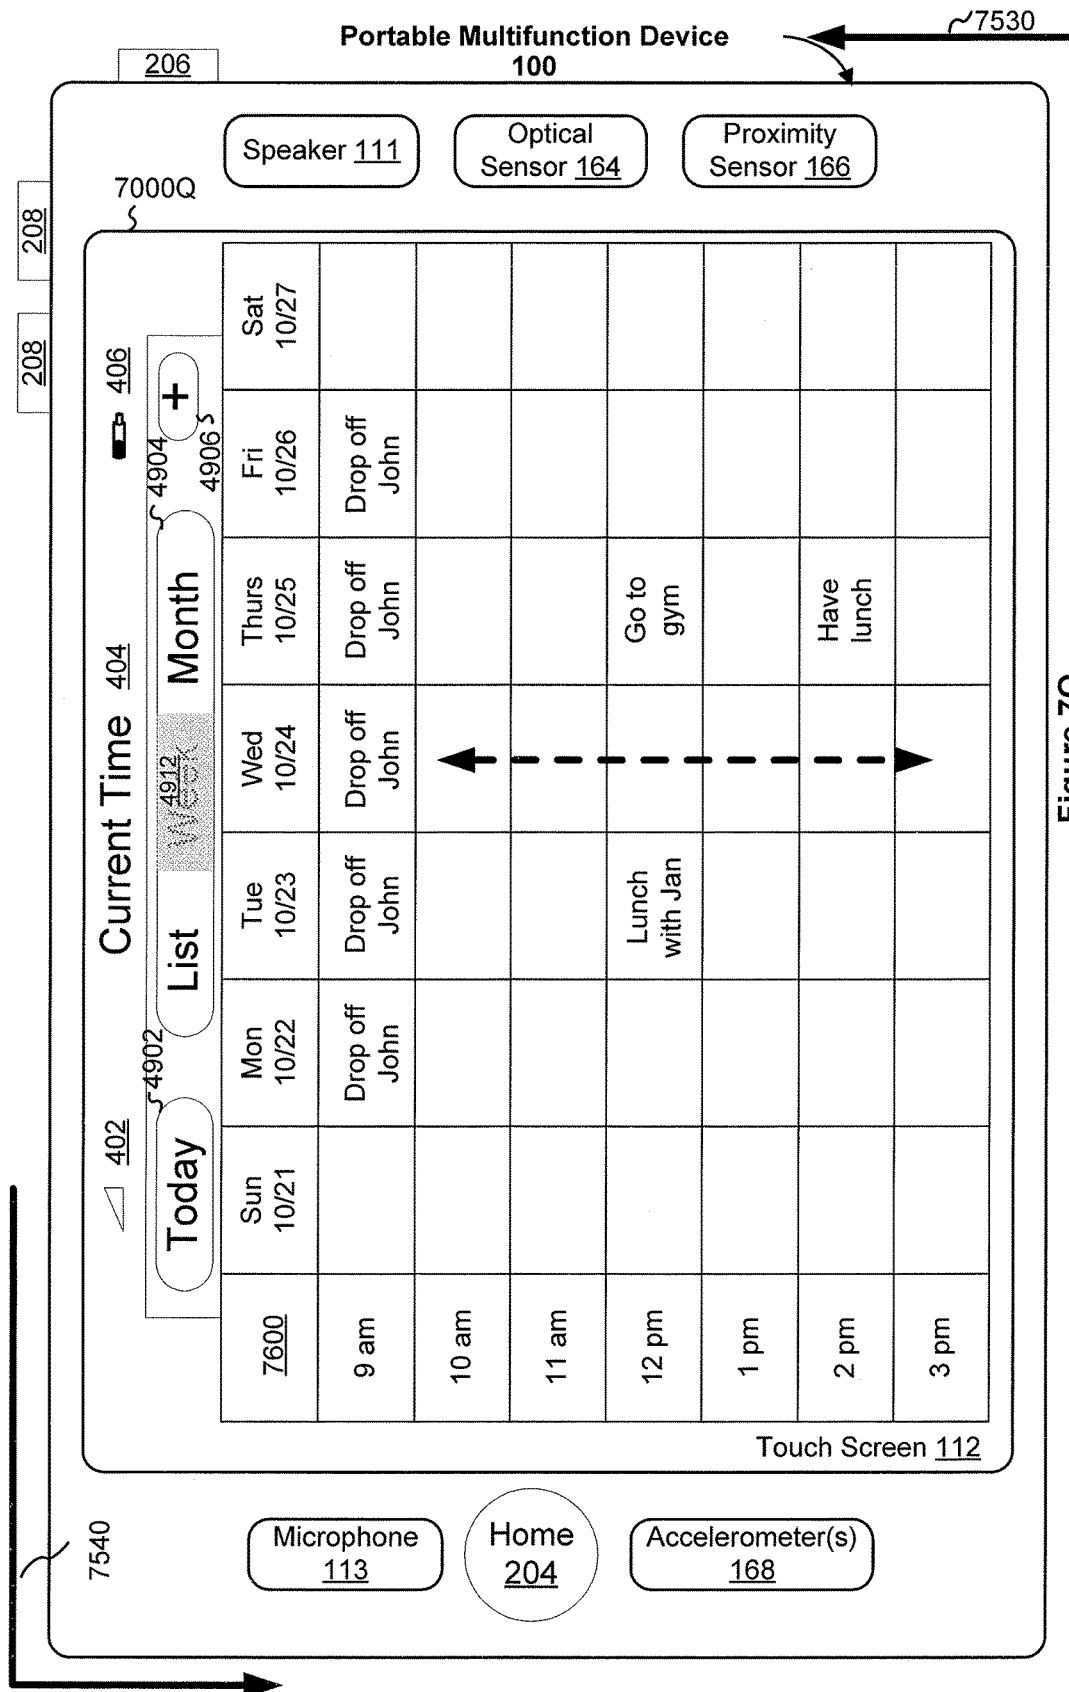 Portable Multifunction Device
100
7530
206
208
208
Speaker 111
Optical
Sensor 164
Proximity
Sensor 166
7000Q
402
Current Time 404
406
Today
4902
List
Week
4912
Month
4904
+
4906
7600
Sun
10/21
Mon
10/22
Tue
10/23
Wed
10/24
Thurs
10/25
Fri
10/26
Sat
10/27
9 am
Drop off
John
Drop off
John
Drop off
John
Drop off
John
Drop off
John
10 am
11 am
12 pm
Lunch
with Jan
Go to
gym
1 pm
2 pm
Have
lunch
3 pm
Touch Screen 112
7540
Microphone
113
Home
204
Accelerometer(s)
168